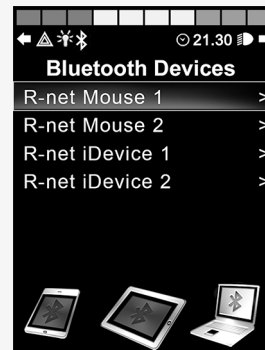 21.30
Bluetooth Devices
R-net Mouse 1 >
R-net Mouse 2 >
R-net iDevice 1 >
R-net iDevice 2 >